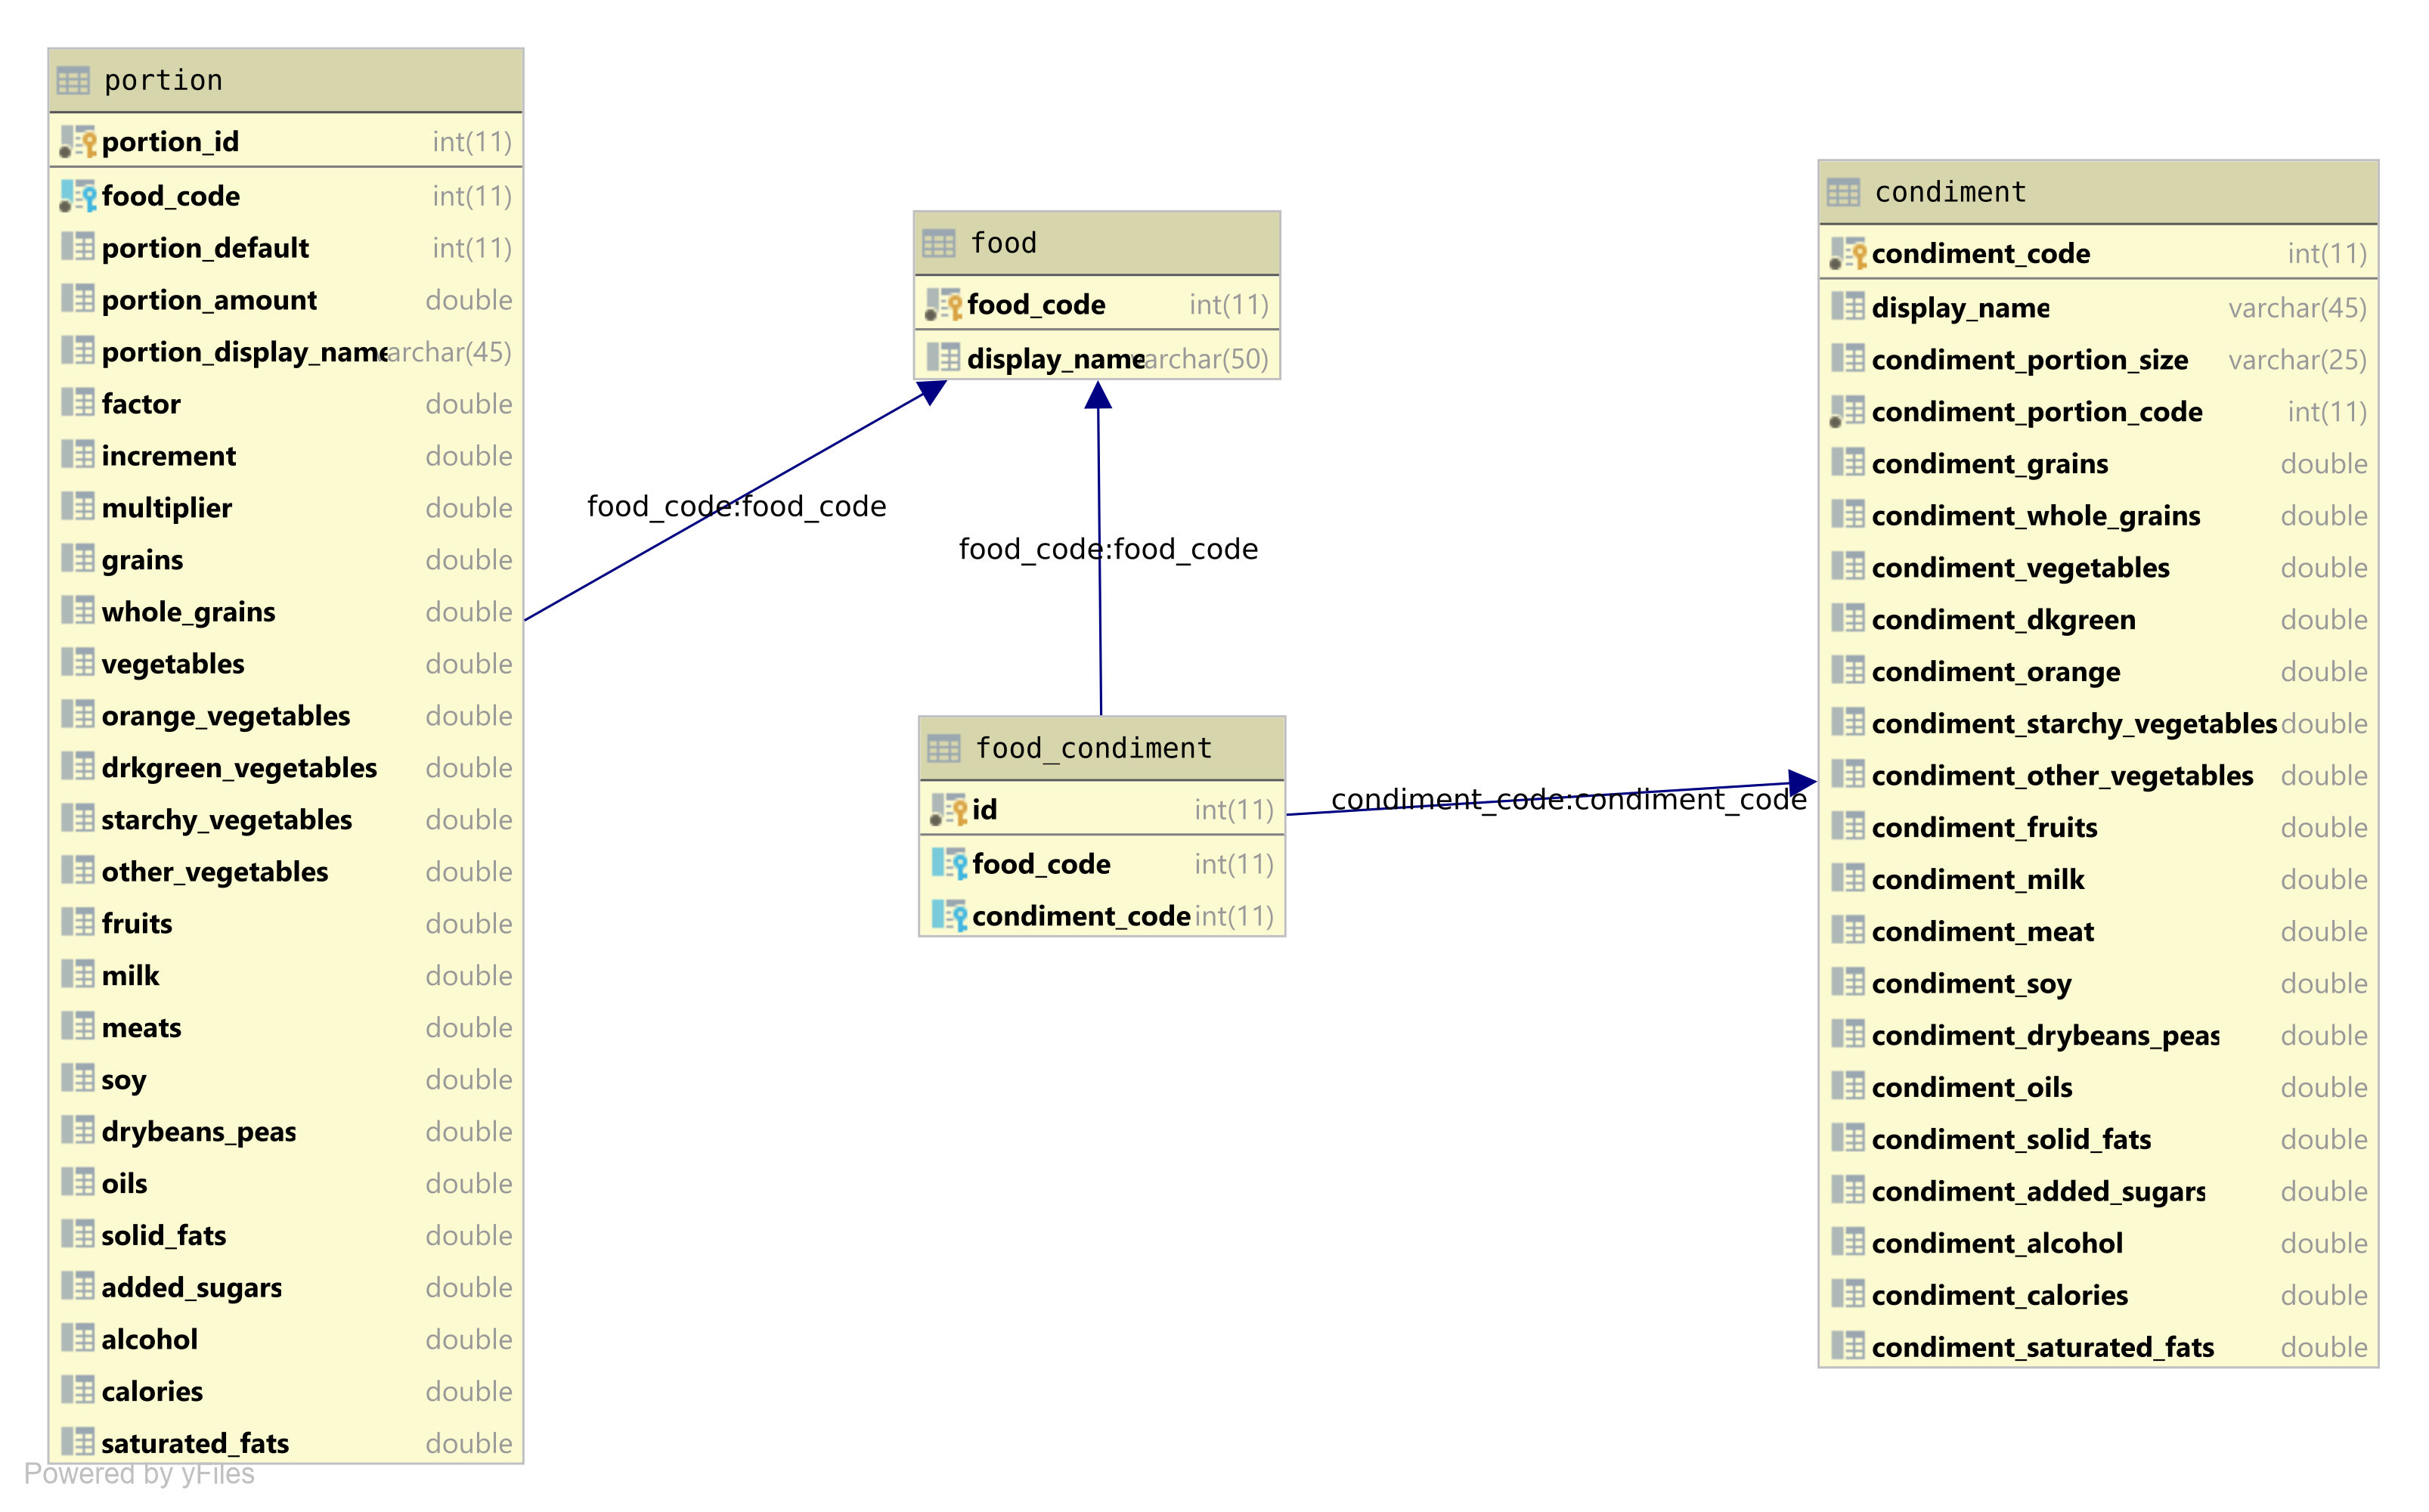 portion
portion_id int(11)
food_code int(11)
portion_default int(11)
portion_amount double
portion_display_name varchar(45)
factor double
increment double
multiplier double
grains double
whole_grains double
vegetables double
orange_vegetables double
drkgreen_vegetables double
starchy_vegetables double
other_vegetables double
fruits double
milk double
meats double
soy double
drybeans_peas double
oils double
solid_fats double
added_sugars double
alcohol double
calories double
saturated_fats double
Powered by yFiles
food_code:food_code
food
food_code int(11)
display_name varchar(50)
food_code:food_code
food_condiment
id int(11)
food_code int(11)
condiment_code int(11)
condiment_code:condiment_code
condiment
condiment_code int(11)
display_name varchar(45)
condiment_portion_size varchar(25)
condiment_portion_code int(11)
condiment_grains double
condiment_whole_grains double
condiment_vegetables double
condiment_dkgreen double
condiment_orange double
condiment_starchy_vegetables double
condiment_other_vegetables double
condiment_fruits double
condiment_milk double
condiment_meat double
condiment_soy double
condiment_drybeans_peas double
condiment_oils double
condiment_solid_fats double
condiment_added_sugars double
condiment_alcohol double
condiment_calories double
condiment_saturated_fats double